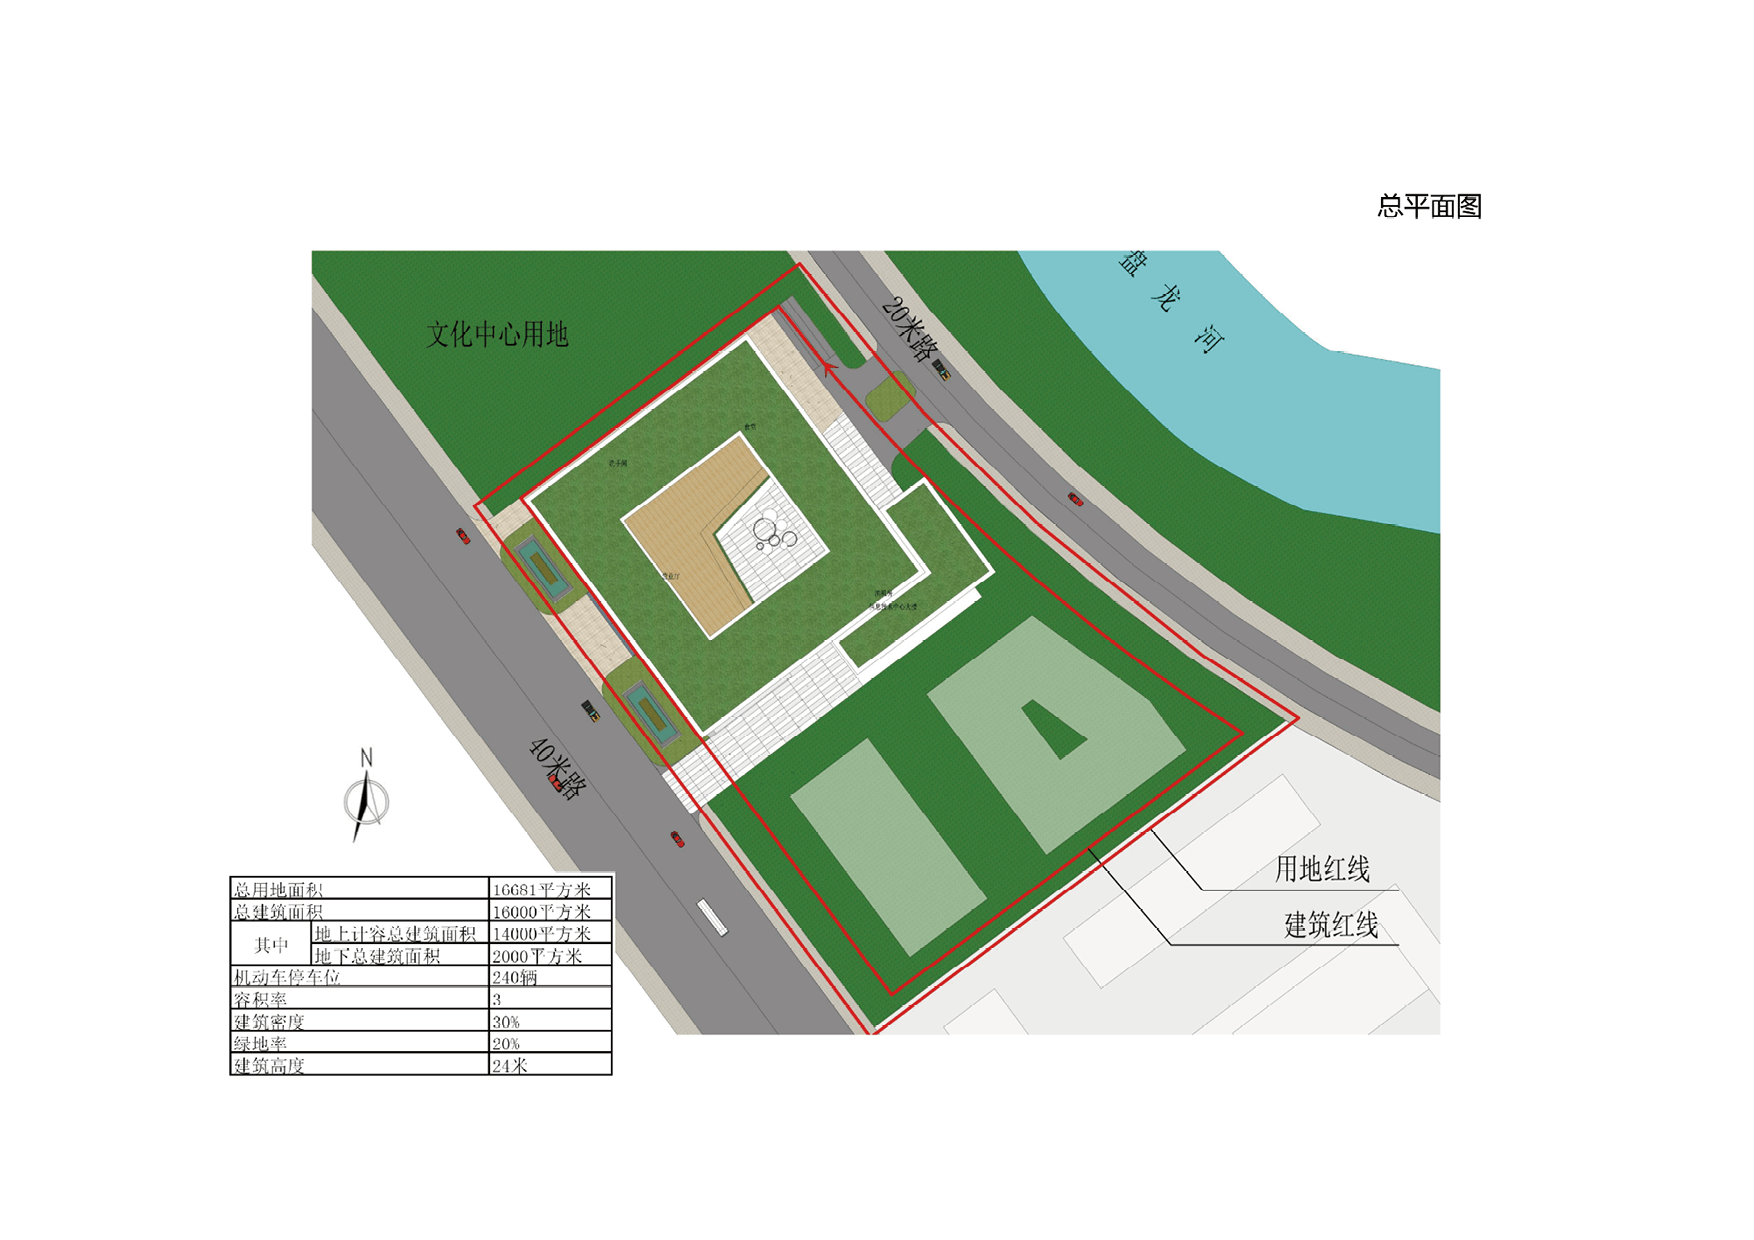 总平面图
盘龙河
20米路
文化中心用地
40米路
N
用地红线
建筑红线
总用地面积 16681平方米
总建筑面积 16000平方米
其中 地上计容总建筑面积 14000平方米
地下总建筑面积 2000平方米
机动车停车位 240辆
容积率 3
建筑密度 30%
绿地率 20%
建筑高度 24米